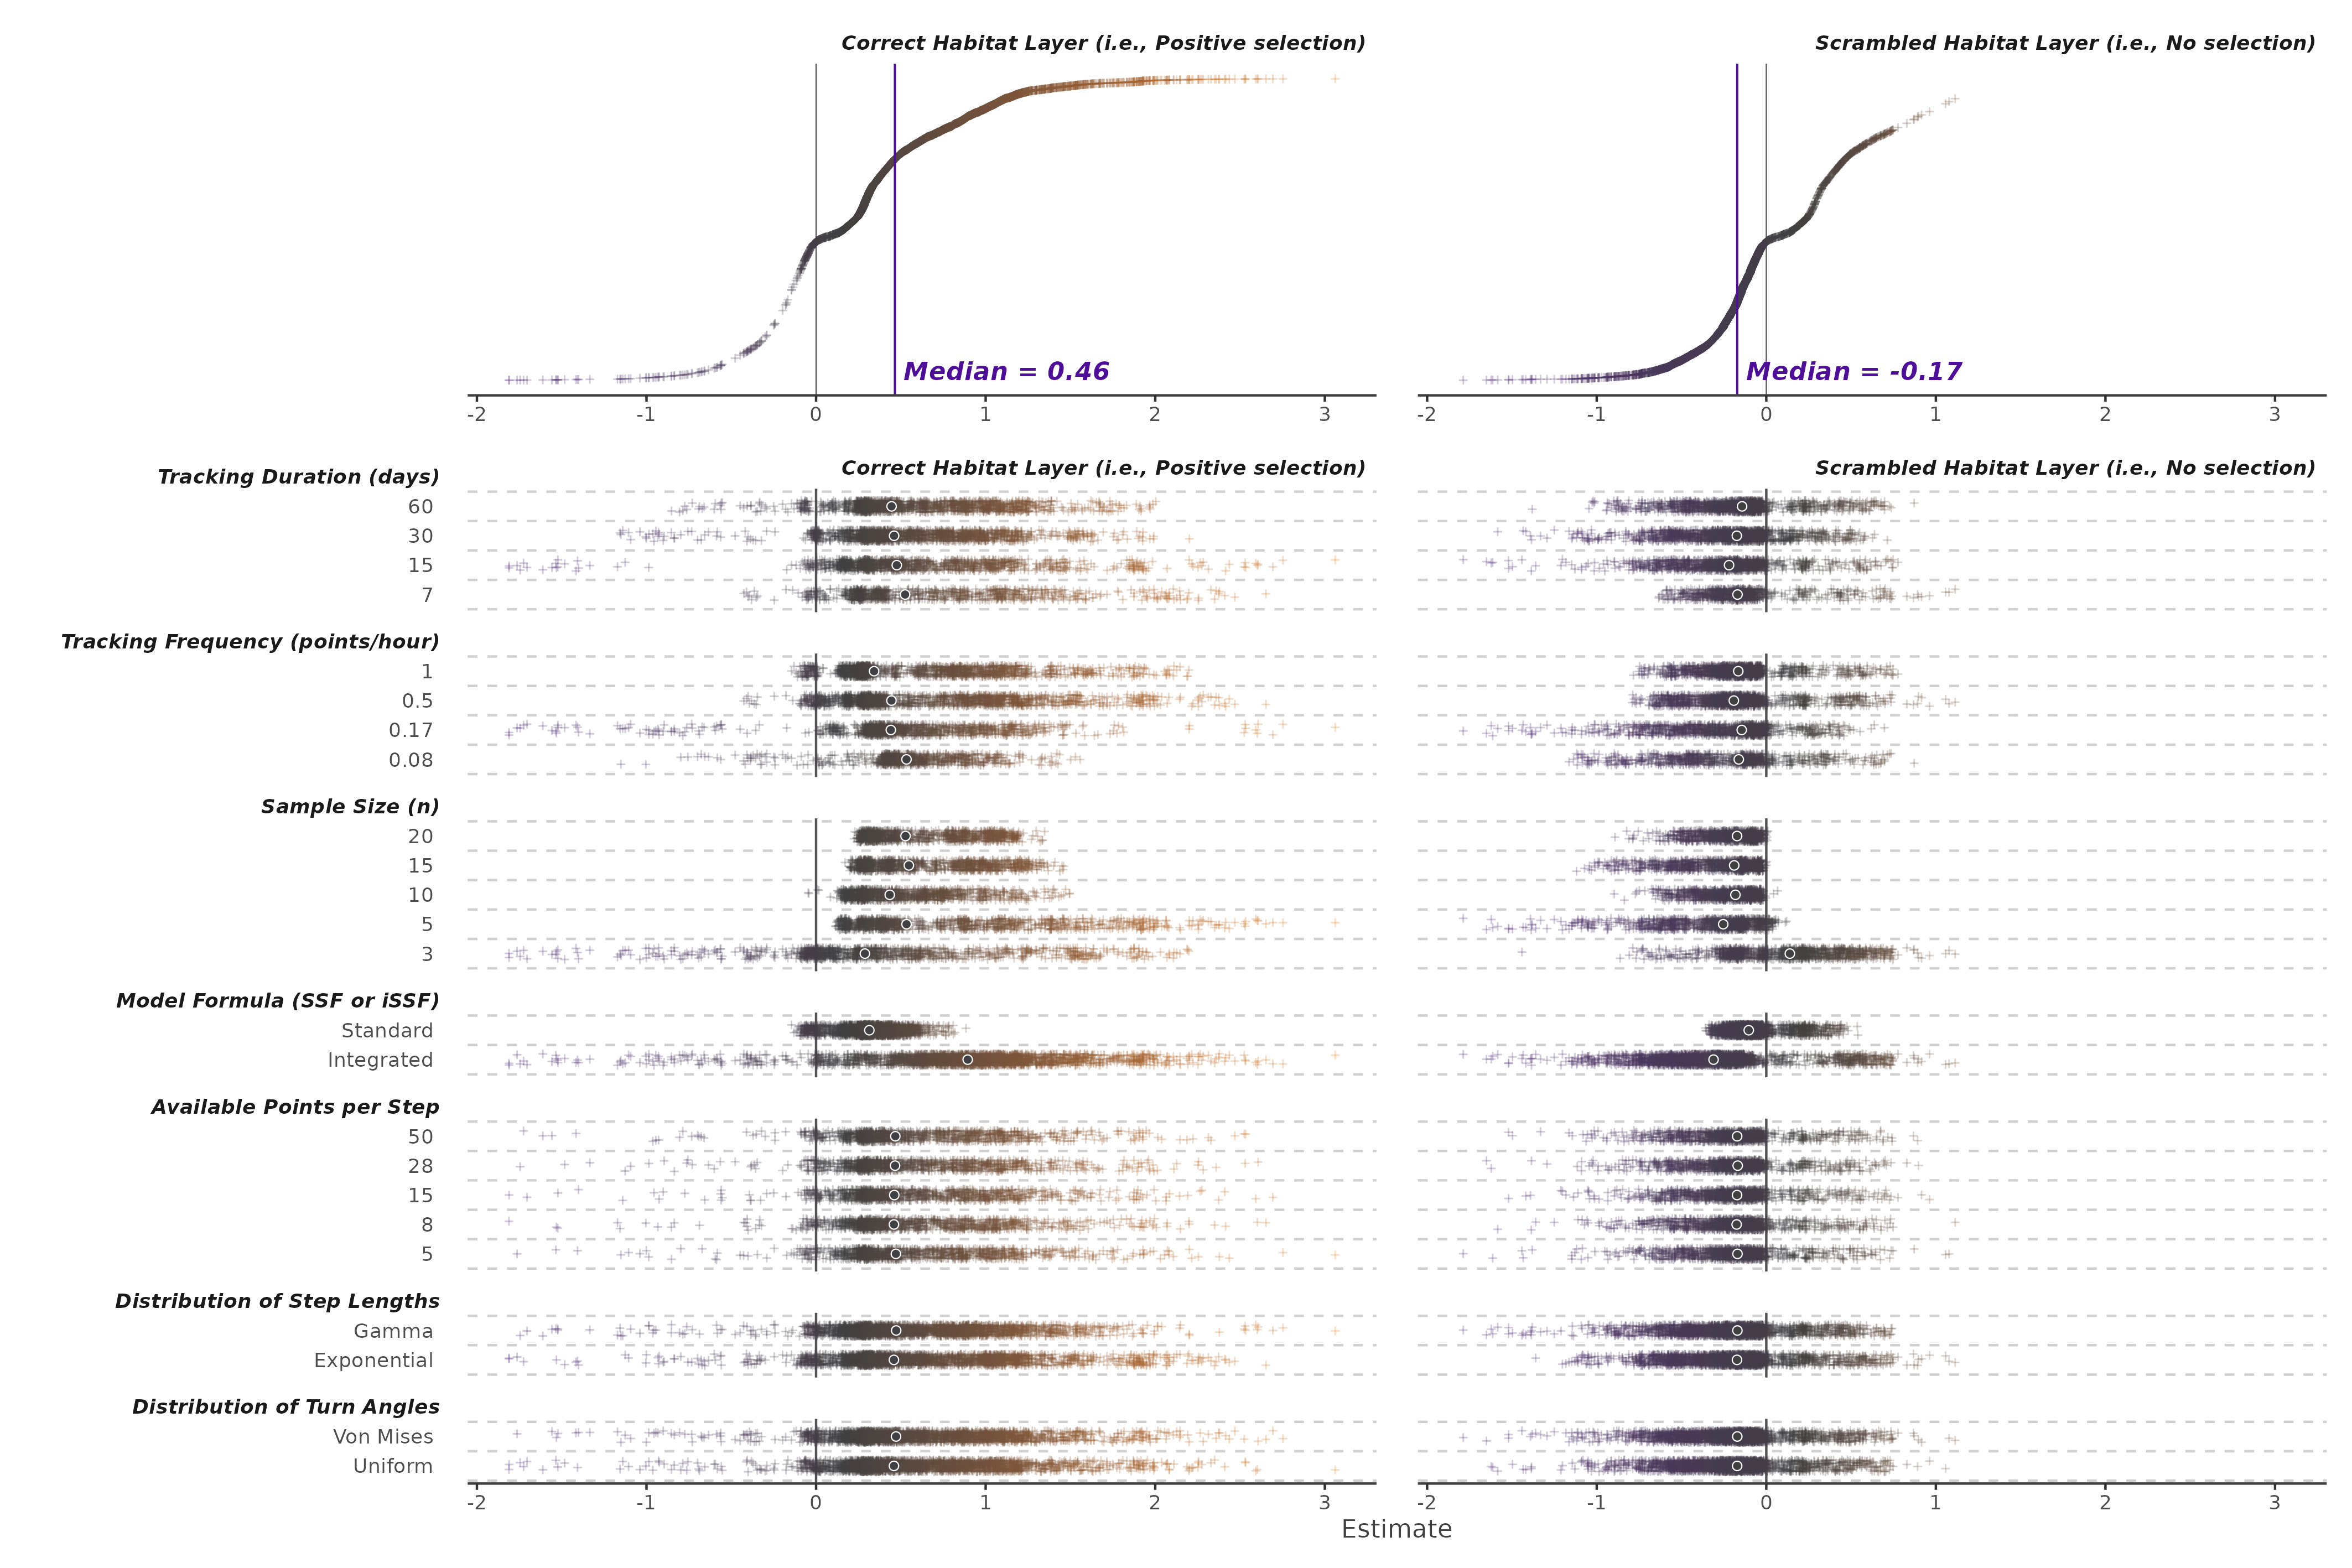 Correct Habitat Layer (i.e., Positive selection)
Scrambled Habitat Layer (i.e., No selection)
Median = 0.46
Median = -0.17
-2 -1 0 1 2 3
-2 -1 0 1 2 3
Correct Habitat Layer (i.e., Positive selection)
Scrambled Habitat Layer (i.e., No selection)
Tracking Duration (days)
60
30
15
7
Tracking Frequency (points/hour)
1
0.5
0.17
0.08
Sample Size (n)
20
15
10
5
3
Model Formula (SSF or iSSF)
Standard
Integrated
Available Points per Step
50
28
15
8
5
Distribution of Step Lengths
Gamma
Exponential
Distribution of Turn Angles
Von Mises
Uniform
-2 -1 0 1 2 3
-2 -1 0 1 2 3
Estimate